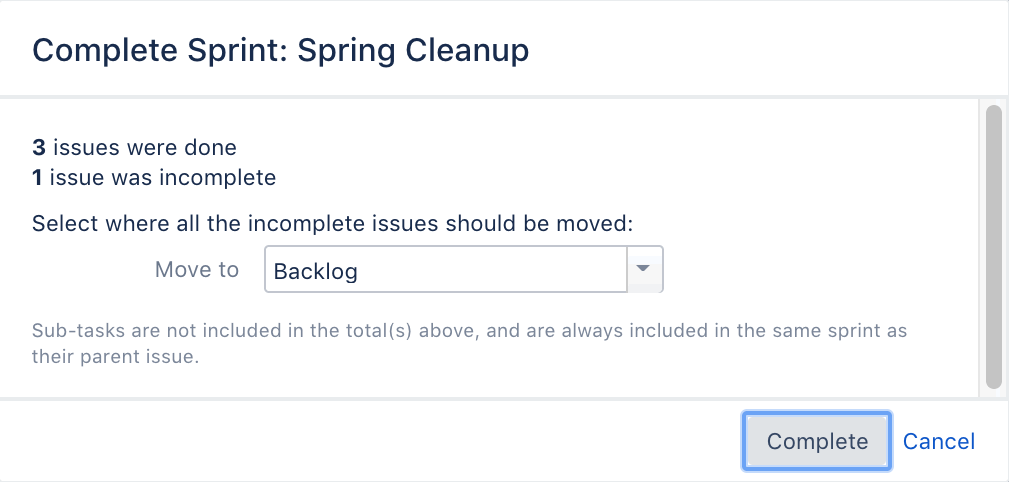 Complete Sprint: Spring Cleanup
3 issues were done
1 issue was incomplete
Select where all the incomplete issues should be moved:
Move to Backlog
Sub-tasks are not included in the total(s) above, and are always included in the same sprint as
their parent issue.
Complete Cancel